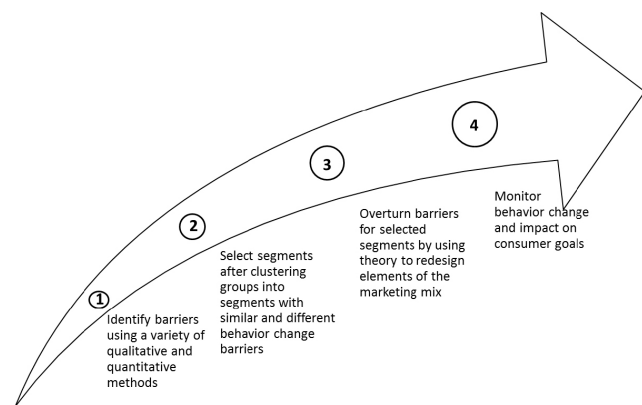 1
Identify barriers
using a variety of
qualitative and
quantitative
methods
2
Select segments
after clustering
groups into
segments with
similar and different
behavior change
barriers
3
Overturn barriers
for selected
segments by using
theory to redesign
elements of the
marketing mix
4
Monitor
behavior change
and impact on
consumer goals